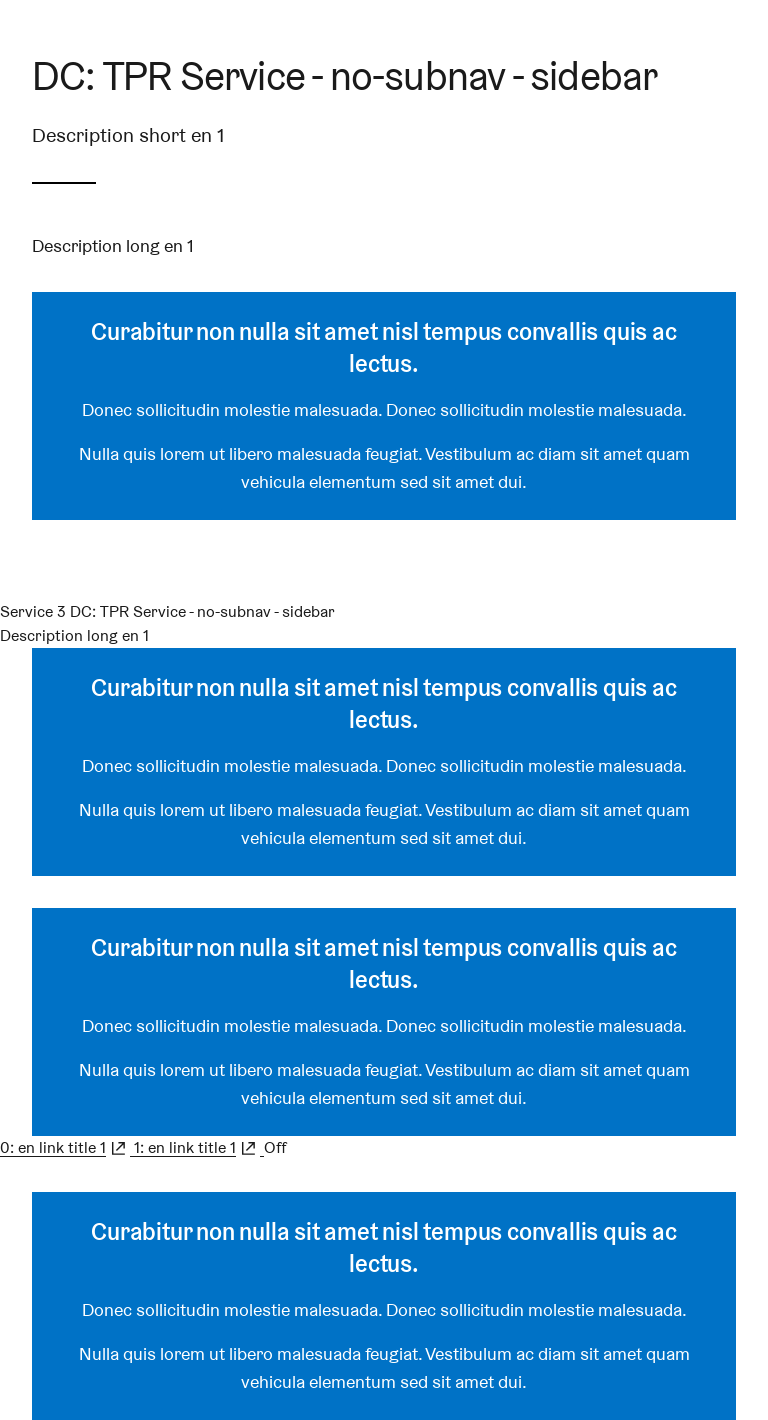 DC: TPR Service - no-subnav - sidebar
Description short en 1
Description long en 1
Curabitur non nulla sit amet nisl tempus convallis quis ac
lectus.
Donec sollicitudin molestie malesuada. Donec sollicitudin molestie malesuada.
Nulla quis lorem ut libero malesuada feugiat. Vestibulum ac diam sit amet quam
vehicula elementum sed sit amet dui.
Service 3 DC: TPR Service - no-subnav - sidebar
Description long en 1
Curabitur non nulla sit amet nisl tempus convallis quis ac
lectus.
Donec sollicitudin molestie malesuada. Donec sollicitudin molestie malesuada.
Nulla quis lorem ut libero malesuada feugiat. Vestibulum ac diam sit amet quam
vehicula elementum sed sit amet dui.
Curabitur non nulla sit amet nisl tempus convallis quis ac
lectus.
Donec sollicitudin molestie malesuada. Donec sollicitudin molestie malesuada.
Nulla quis lorem ut libero malesuada feugiat. Vestibulum ac diam sit amet quam
vehicula elementum sed sit amet dui.
0: en link title 1 1: en link title 1 Off
Curabitur non nulla sit amet nisl tempus convallis quis ac
lectus.
Donec sollicitudin molestie malesuada. Donec sollicitudin molestie malesuada.
Nulla quis lorem ut libero malesuada feugiat. Vestibulum ac diam sit amet quam
vehicula elementum sed sit amet dui.